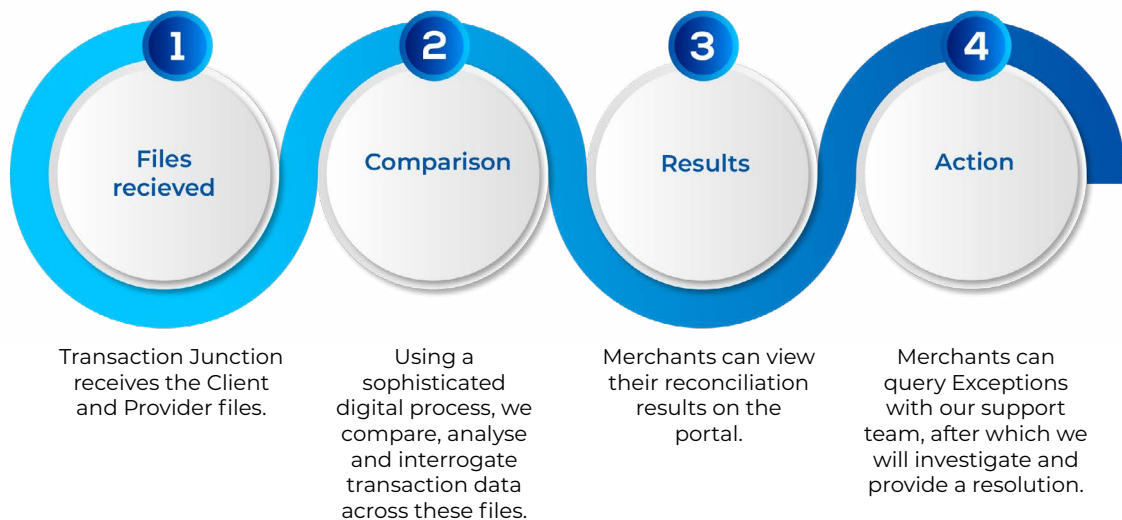 1
Files
recieved
Transaction Junction
receives the Client
and Provider files.
2
Comparison
Using a
sophisticated
digital process, we
compare, analyse
and interrogate
transaction data
across these files.
3
Results
Merchants can view
their reconciliation
results on the
portal.
4
Action
Merchants can
query Exceptions
with our support
team, after which we
will investigate and
provide a resolution.